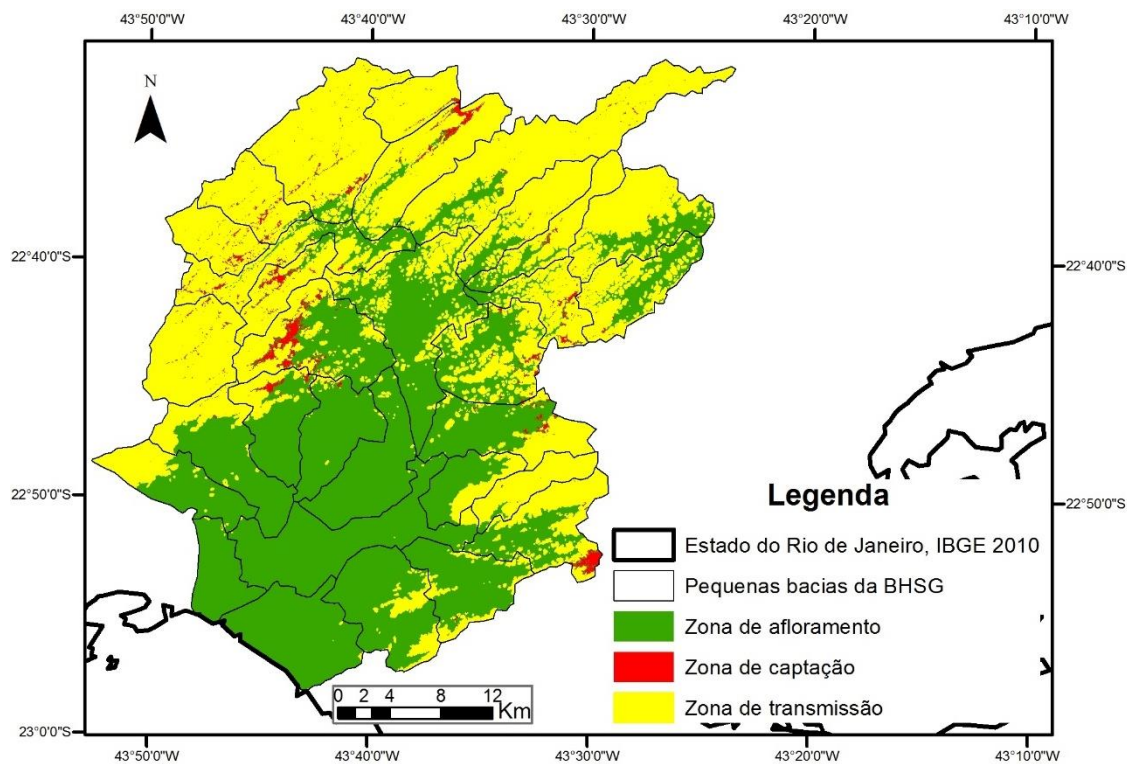 43°50'0"W 43°40'0"W 43°30'0"W 43°20'0"W 43°10'0"W
N
22°40'0"S 22°40'0"S
22°50'0"S 22°50'0"S
Legenda
Estado do Rio de Janeiro, IBGE 2010
Pequenas bacias da BHSG
Zona de afloramento
Zona de captação
Zona de transmissão
0 2 4 8 12
Km
23°0'0"S 23°0'0"S
43°50'0"W 43°40'0"W 43°30'0"W 43°20'0"W 43°10'0"W